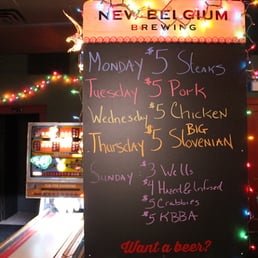 NEW BELGIUM
BREWING
MONDAY $5 Steaks
Tuesday $5 Pork
Wednesday $5 Chicken
Thursday $5 BIG Slovenian
Sunday: $3 Wells
$4 Hazed & Infused
$5 Crabbies
$5 KBBA
Want a beer?